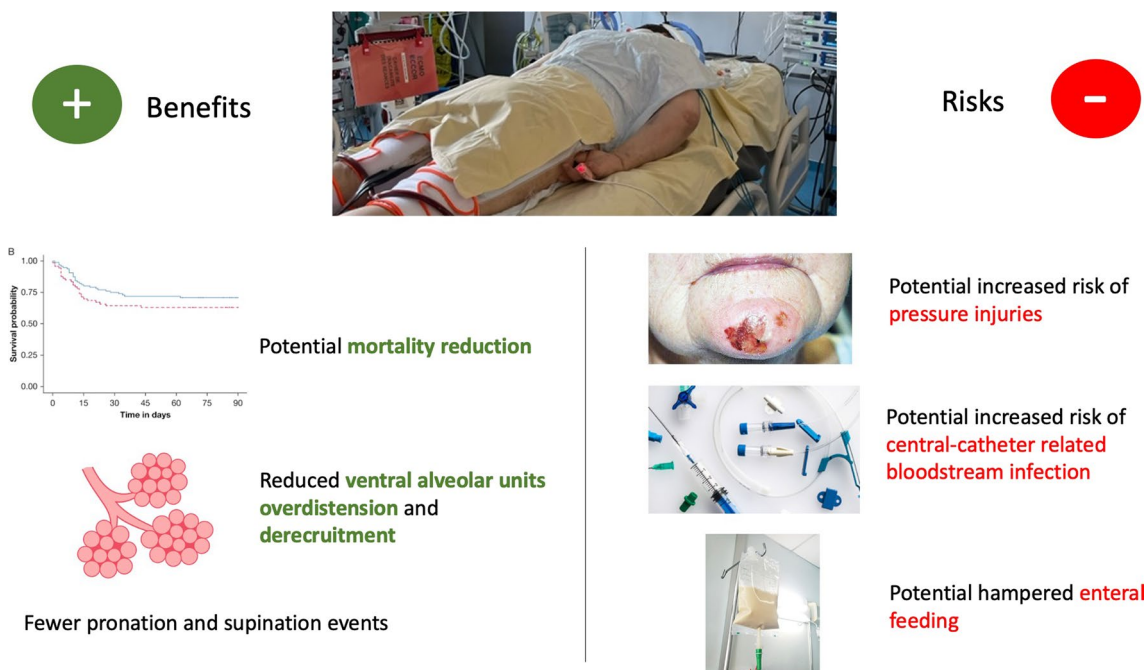 +
Benefits
ECMO
ECCOR
Risks
-
B
Survival probability
1.00
0.75
0.50
0.25
0.00
0
15
30
45
60
75
90
Time in days
Potential mortality reduction
Reduced ventral alveolar units
overdistension and
derecruitment
Fewer pronation and supination events
Potential increased risk of
pressure injuries
Potential increased risk of
central-catheter related
bloodstream infection
Potential hampered enteral
feeding